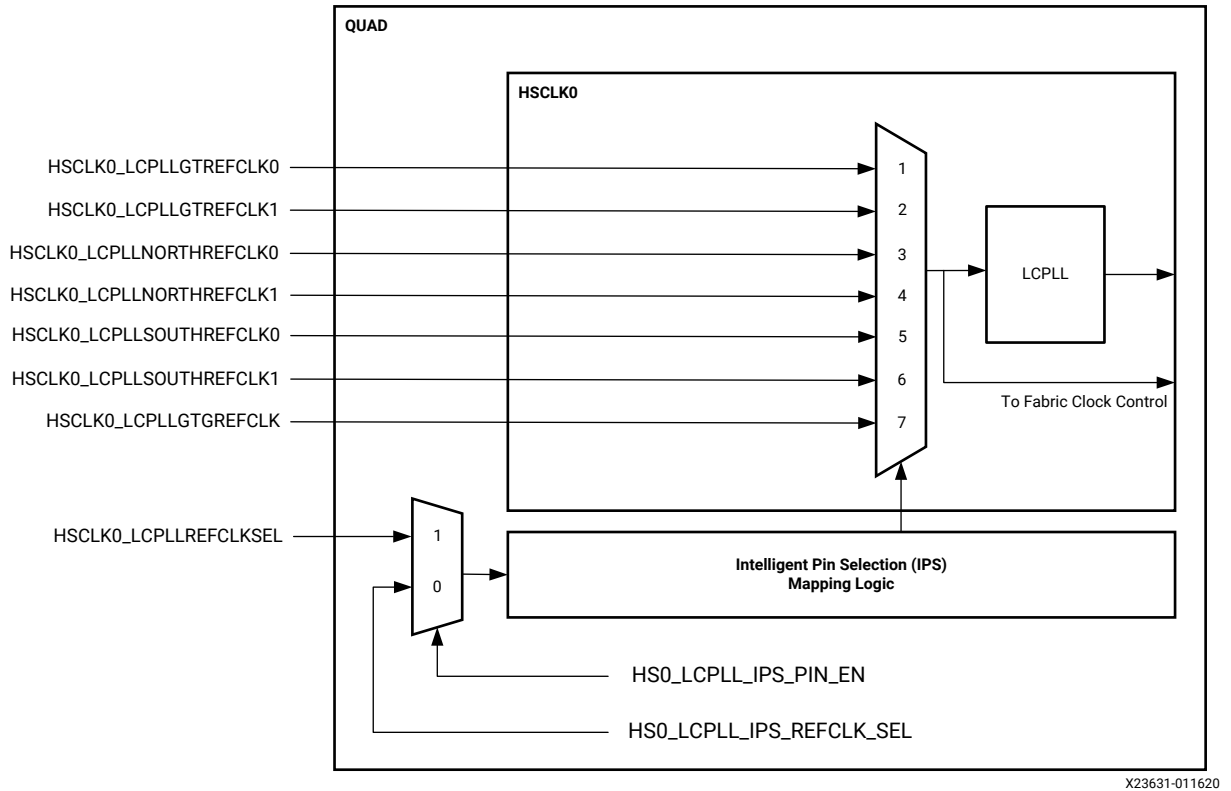 QUAD
HSCLK0
HSCLK0_LCPLLGTREFCLK0
1
HSCLK0_LCPLLGTREFCLK1
2
HSCLK0_LCPLLNORTHREFCLK0
3
HSCLK0_LCPLLNORTHREFCLK1
4
LCPLL
HSCLK0_LCPLLSOUTHREFCLK0
5
HSCLK0_LCPLLSOUTHREFCLK1
6
To Fabric Clock Control
HSCLK0_LCPLLGTGREFCLK
7
HSCLK0_LCPLLREFCLKSEL
1
0
Intelligent Pin Selection (IPS)
Mapping Logic
HS0_LCPLL_IPS_PIN_EN
HS0_LCPLL_IPS_REFCLK_SEL
X23631-011620